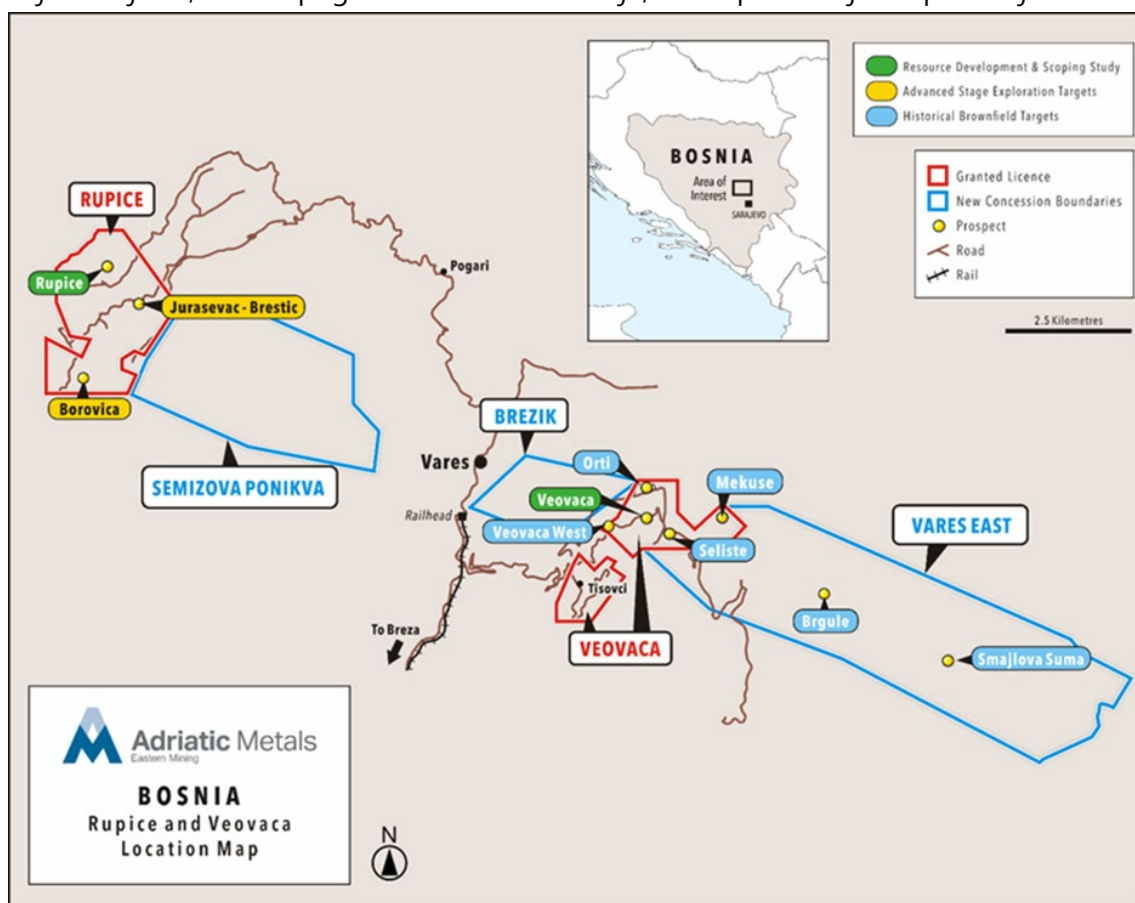 BOSNIA
Area of
Interest
SARAJEVO
Resource Development & Scoping Study
Advanced Stage Exploration Targets
Historical Brownfield Targets
Granted Licence
New Concession Boundaries
Prospect
Road
Rail
2.5 Kilometres
RUPICE
Rupice
Jurasevac - Brestic
Borovica
SEMIZOVA PONIKVA
Pogari
BREZIK
Vares
Orti
Mekuse
Veovaca
Railhead
Veovaca West
Seliste
VARES EAST
Tisovci
Brgule
To Breza
VEOVACA
Smajlova Suma
Adriatic Metals
Eastern Mining
BOSNIA
Rupice and Veovaca
Location Map
N